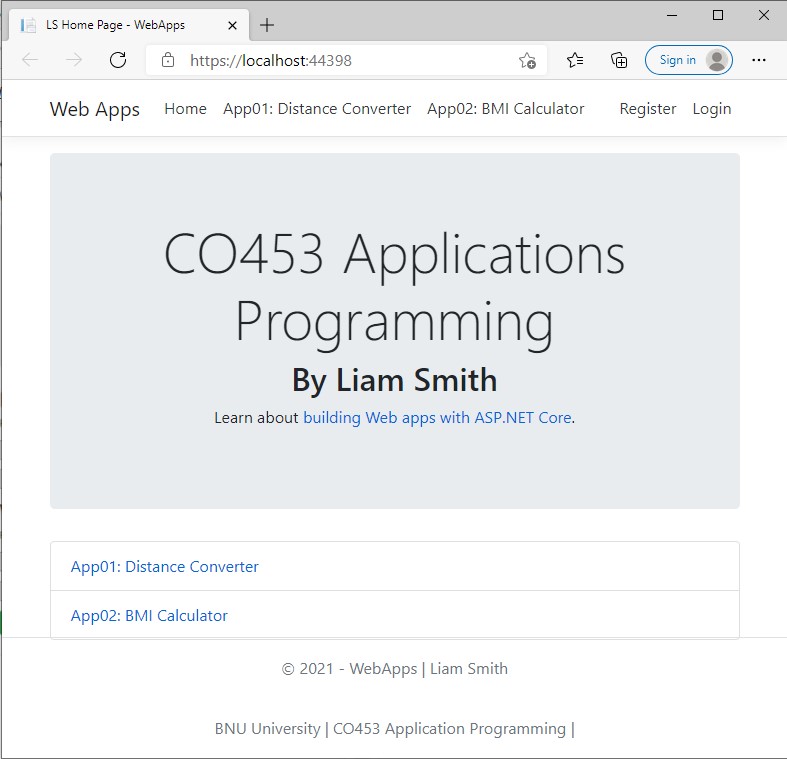 LS Home Page - WebApps
https://localhost:44398
Sign in
Web Apps Home App01: Distance Converter App02: BMI Calculator Register Login
CO453 Applications
Programming
By Liam Smith
Learn about building Web apps with ASP.NET Core.
App01: Distance Converter
App02: BMI Calculator
© 2021 - WebApps | Liam Smith
BNU University | CO453 Application Programming |